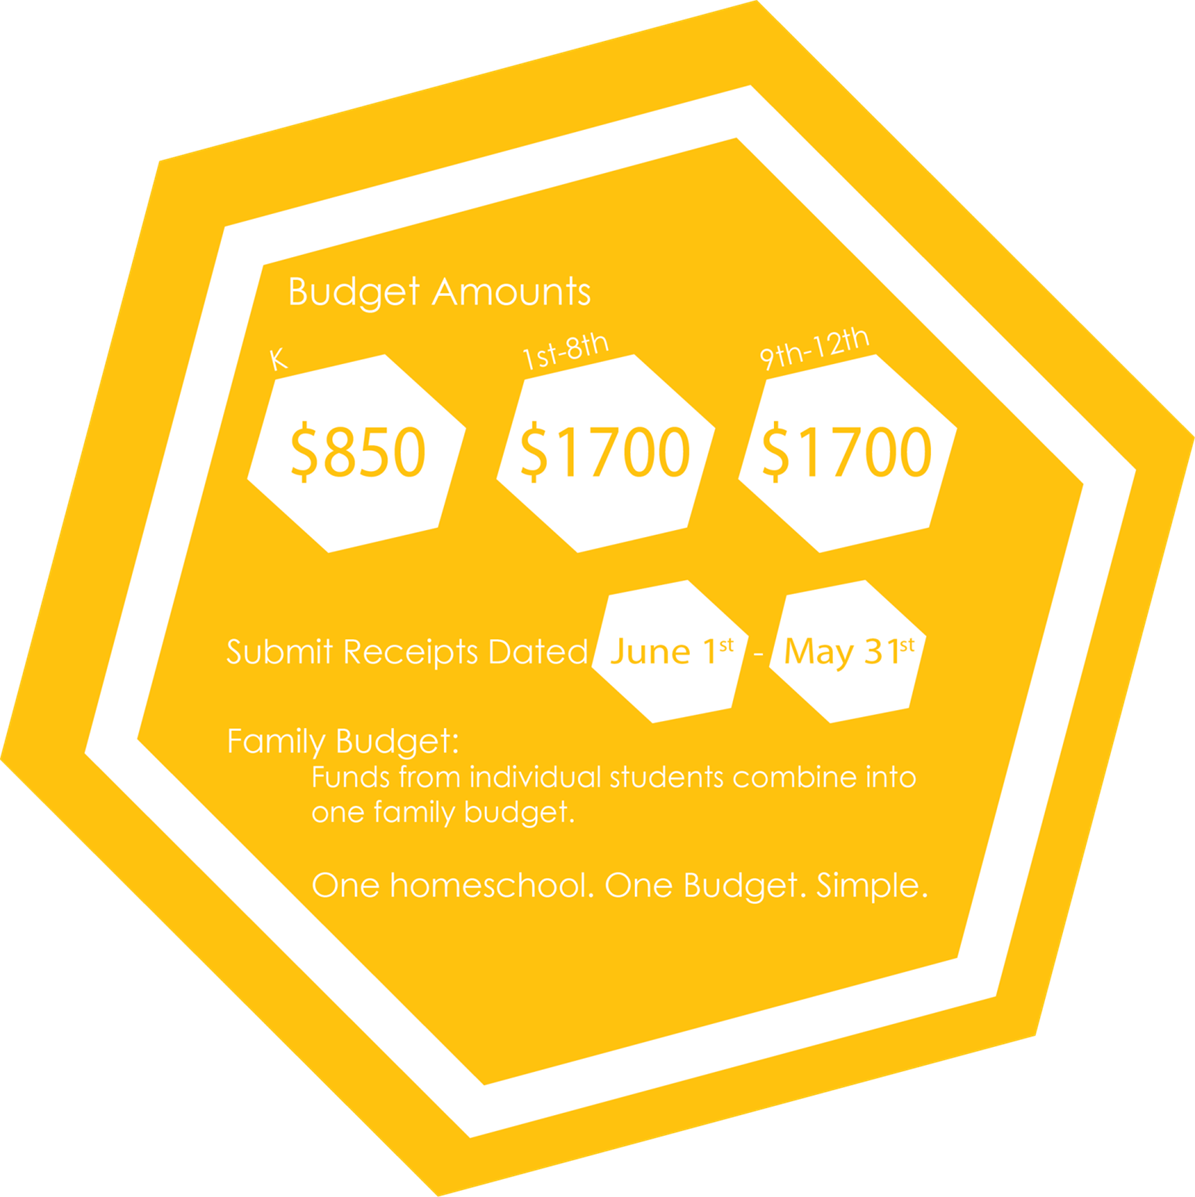 Budget Amounts
K 1st-8th 9th-12th
$850 $1700 $1700
Submit Receipts Dated June 1st - May 31st
Family Budget:
Funds from individual students combine into
one family budget.
One homeschool. One Budget. Simple.